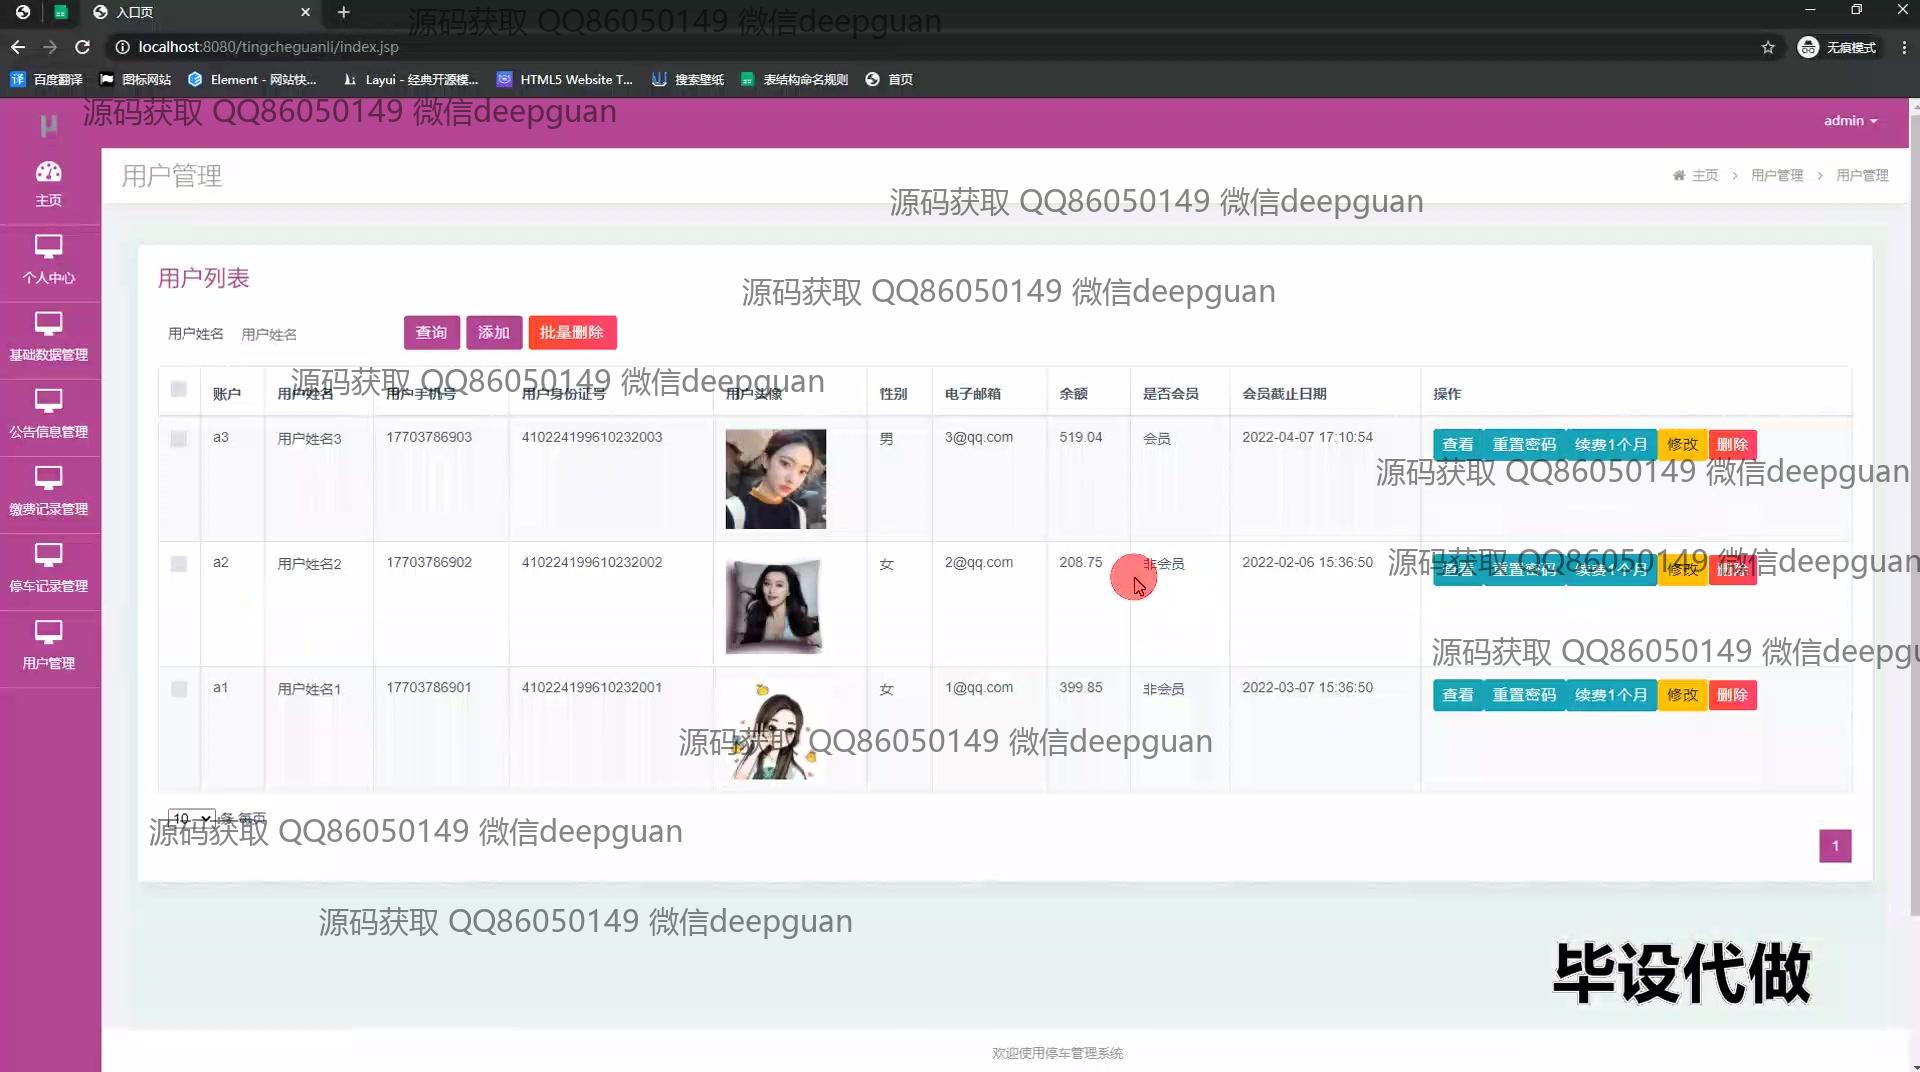 入口页
源码获取 QQ86050149 微信deepguan
localhost:8080/tingcheguanli/index.jsp
无痕模式
百度翻译 图标网站 Element - 网站快... Layui - 经典开源模... HTML5 Website T... 搜索壁纸 表结构命名规则 首页
源码获取 QQ86050149 微信deepguan
admin
用户管理
主页 > 用户管理 > 用户管理
源码获取 QQ86050149 微信deepguan
主页
个人中心
基础数据管理
公告信息管理
缴费记录管理
停车记录管理
用户管理
用户列表
源码获取 QQ86050149 微信deepguan
用户姓名 用户姓名 查询 添加 批量删除
源码获取 QQ86050149 微信deepguan
账户 用户姓名 用户手机号 用户身份证号 用户头像 性别 电子邮箱 余额 是否会员 会员截止日期 操作
a3 用户姓名3 17703786903 410224199610232003 男 3@qq.com 519.04 会员 2022-04-07 17:10:54 查看 重置密码 续费1个月 修改 删除
源码获取 QQ86050149 微信deepguan
a2 用户姓名2 17703786902 410224199610232002 女 2@qq.com 208.75 非会员 2022-02-06 15:36:50 查看 重置密码 续费1个月 修改 删除
源码获取 QQ86050149 微信deepguan
源码获取 QQ86050149 微信deepgu
a1 用户姓名1 17703786901 410224199610232001 女 1@qq.com 399.85 非会员 2022-03-07 15:36:50 查看 重置密码 续费1个月 修改 删除
源码获取 QQ86050149 微信deepguan
10 条 每页
源码获取 QQ86050149 微信deepguan
1
源码获取 QQ86050149 微信deepguan
毕设代做
欢迎使用停车管理系统